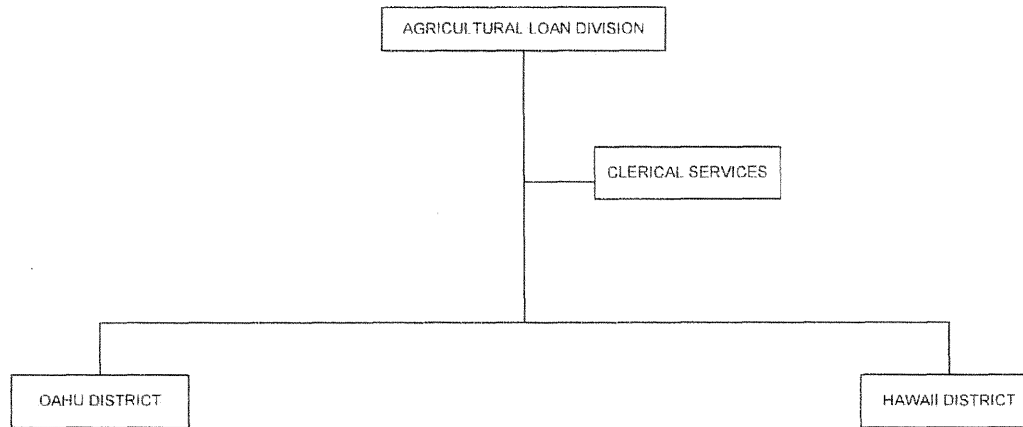 AGRICULTURAL LOAN DIVISION
CLERICAL SERVICES
OAHU DISTRICT
HAWAII DISTRICT